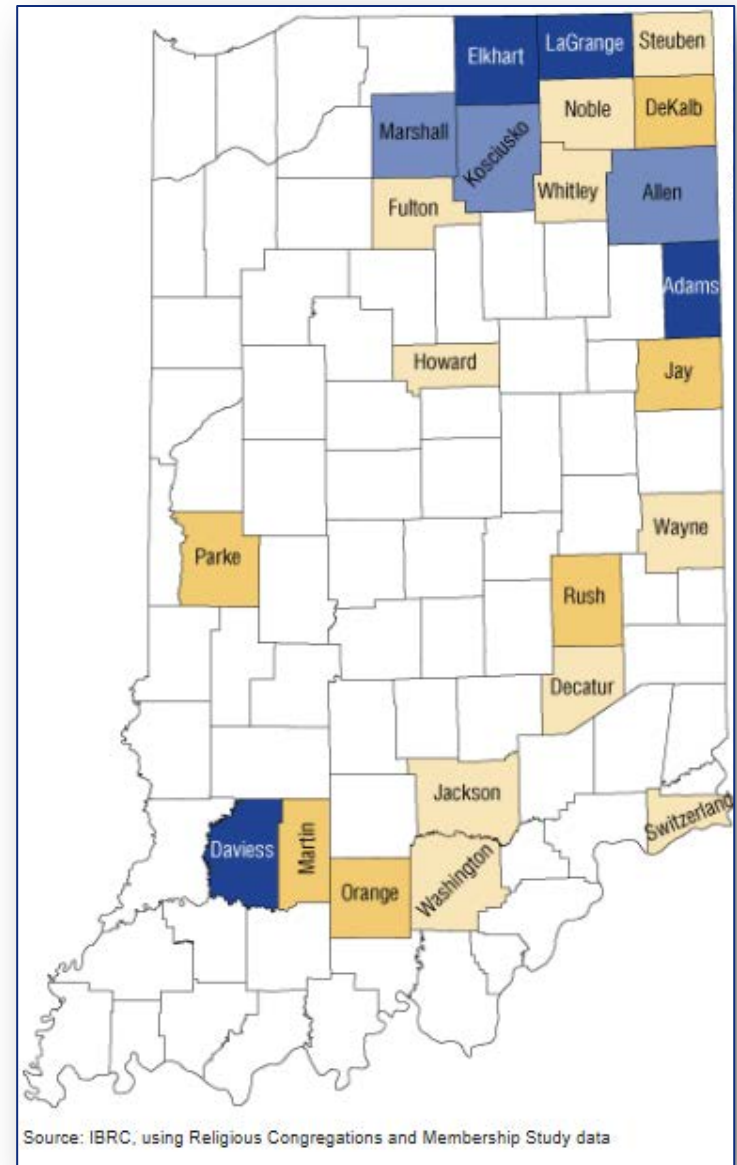 Elkhart
LaGrange
Steuben
Marshall
Kosciusko
Noble
DeKalb
Fulton
Whitley
Allen
Adams
Howard
Jay
Parke
Wayne
Rush
Decatur
Jackson
Switzerland
Daviess
Martin
Orange
Washington
Source: IBRC, using Religious Congregations and Membership Study data